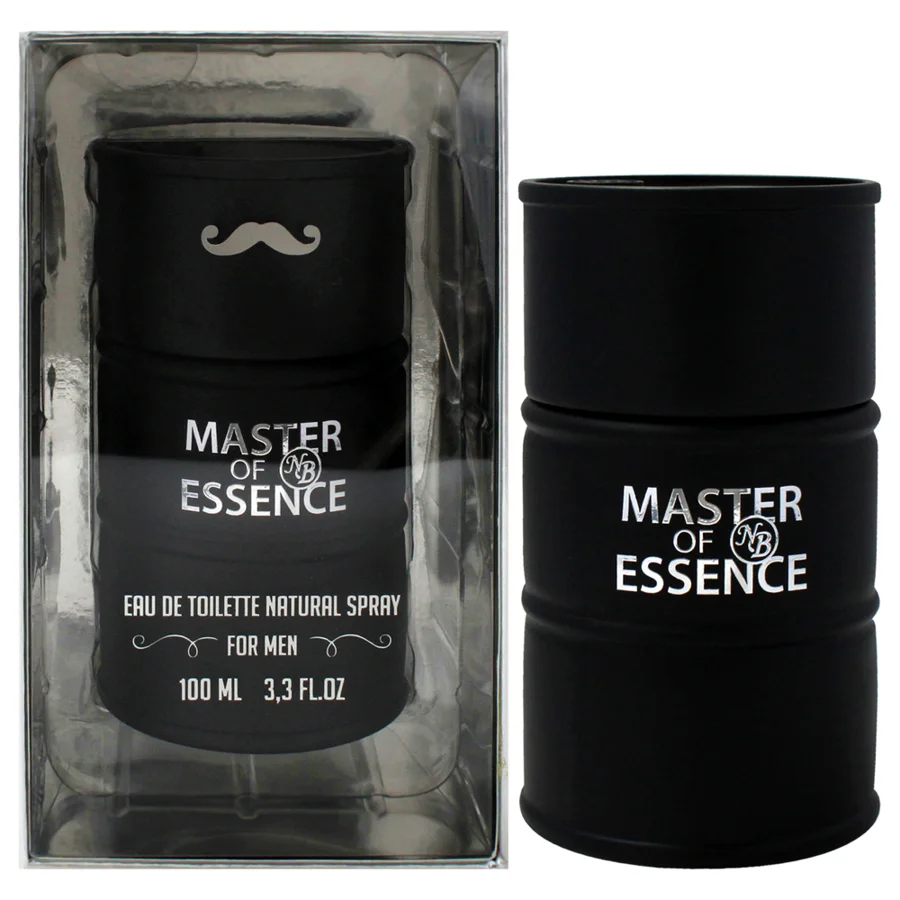 MASTER
OF NB
ESSENCE
EAU DE TOILETTE NATURAL SPRAY
FOR MEN
100 ML 3,3 FL.OZ
MASTER
OF NB
ESSENCE